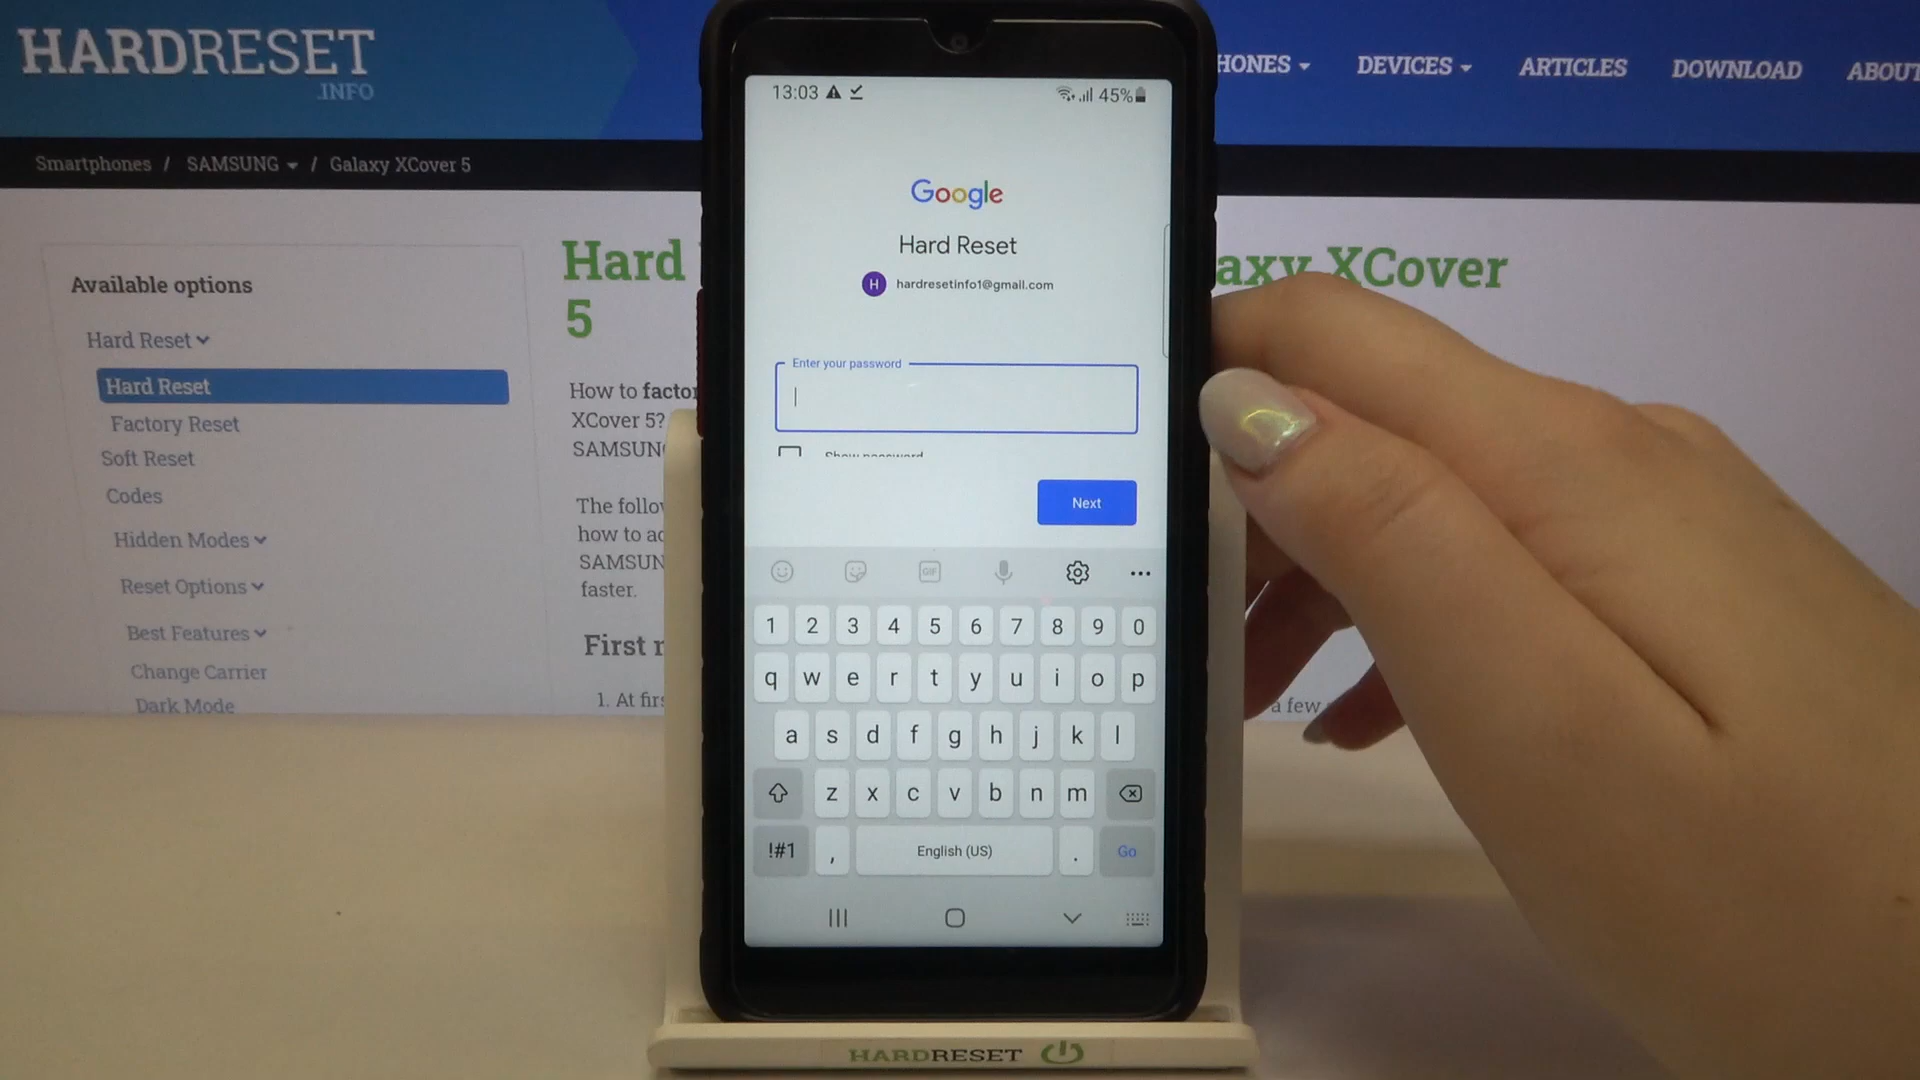 HARDRESET
.INFO
HONES
DEVICES
ARTICLES
DOWNLOAD
ABOUT
Smartphones / SAMSUNG / Galaxy XCover 5
Available options
Hard Reset
Hard Reset
Factory Reset
Soft Reset
Codes
Hidden Modes
Reset Options
Best Features
Change Carrier
Dark Mode
Hard
axy XCover
5
How to factor
XCover 5?
SAMSUN
The follow
how to ac
SAMSUN
faster.
First
1. At firs
a few
13:03
45%
Google
Hard Reset
H hardresetinfo1@gmail.com
Enter your password
Show password
Next
GIF
1 2 3 4 5 6 7 8 9 0
q w e r t y u i o p
a s d f g h j k l
z x c v b n m
!#1 , English (US) . Go
HARDRESET